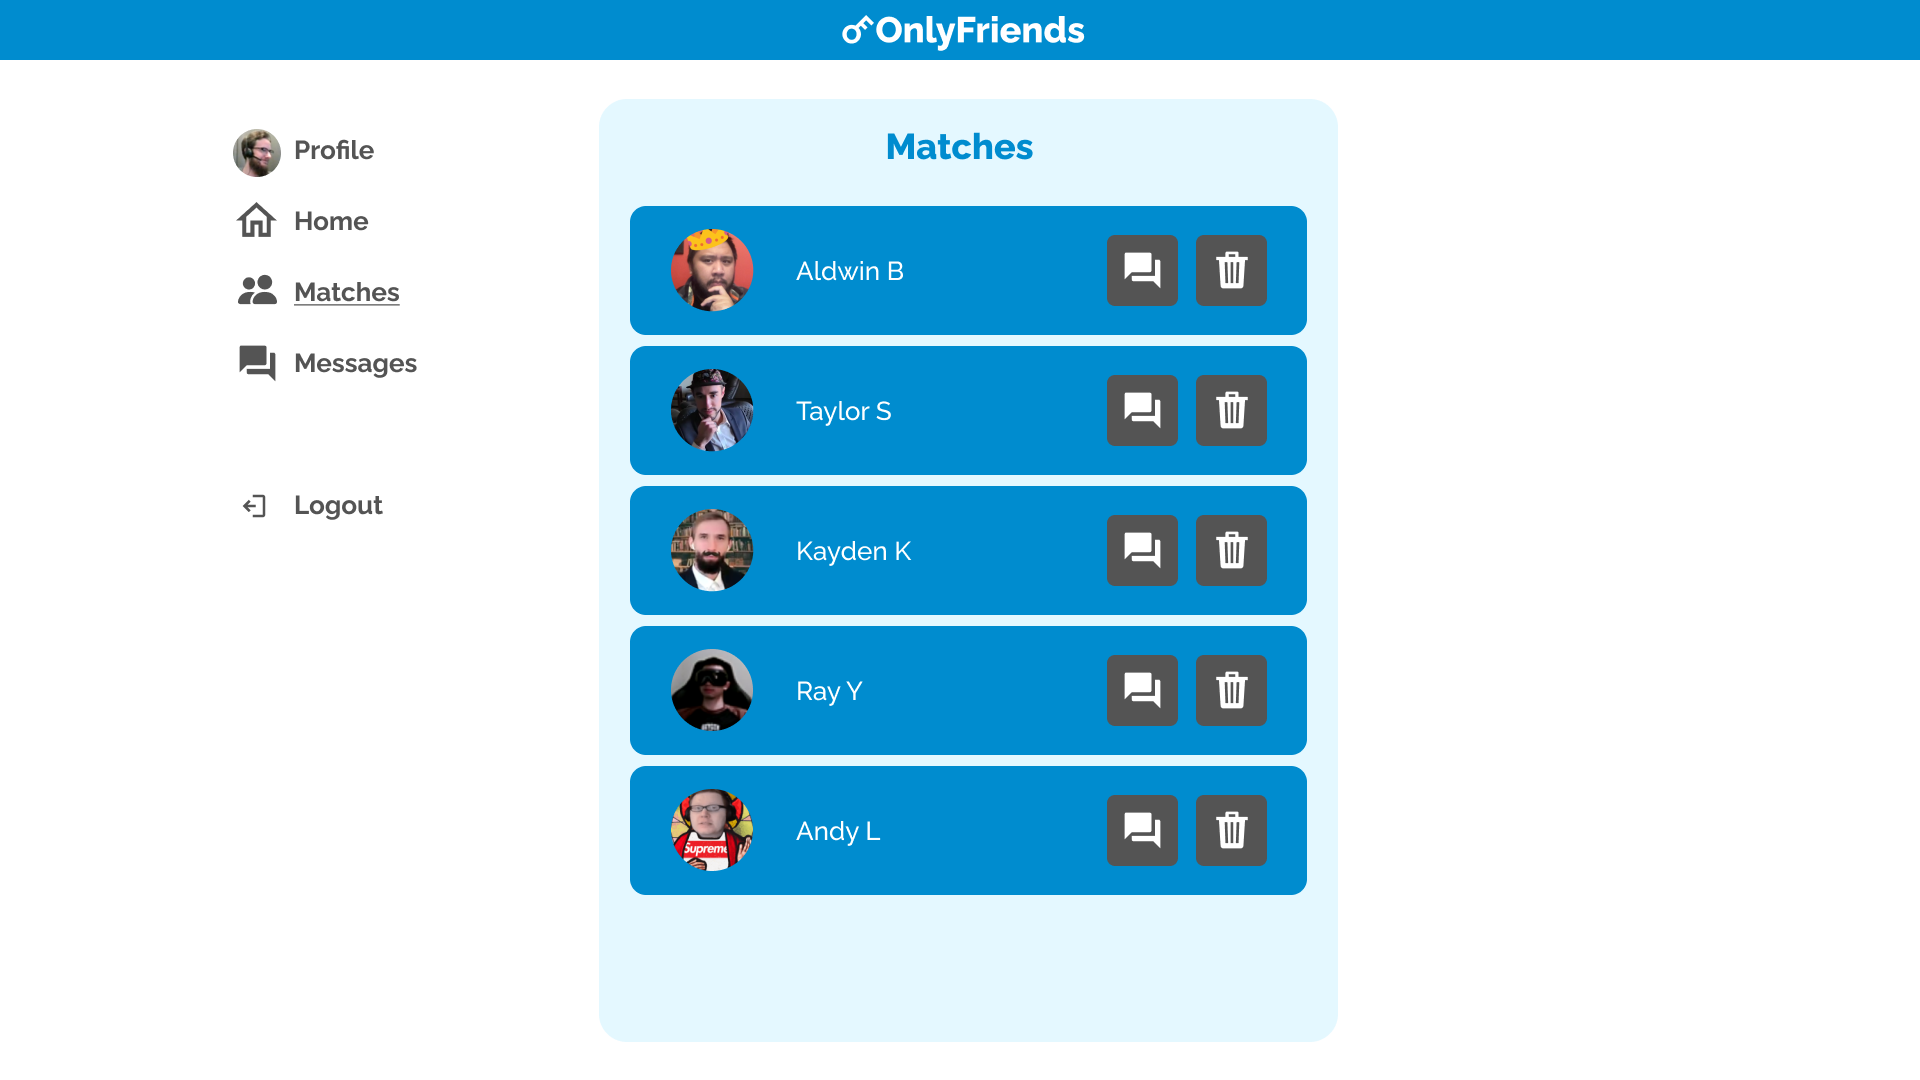 OnlyFriends
Profile
Home
Matches
Messages
Logout
Matches
Aldwin B
Taylor S
Kayden K
Ray Y
Andy L
Supreme